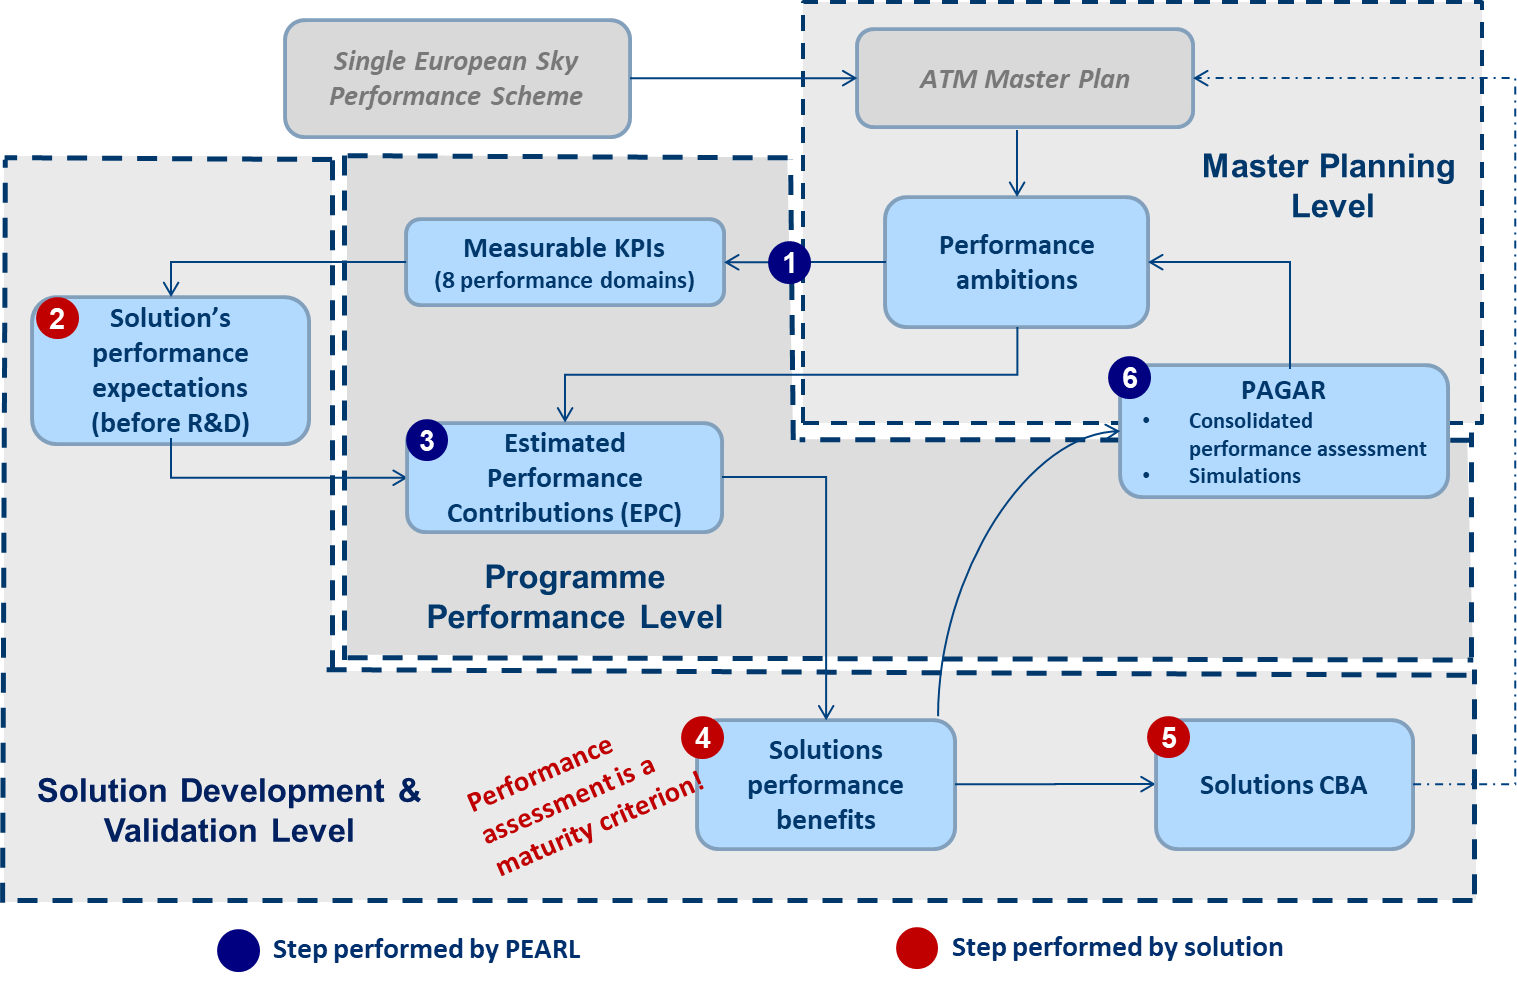 Single European Sky
Performance Scheme
ATM Master Plan
Master Planning
Level
Measurable KPIs
(8 performance domains)
1
Performance
ambitions
2
Solution’s
performance
expectations
(before R&D)
6
PAGAR
• Consolidated
performance assessment
• Simulations
3
Estimated
Performance
Contributions (EPC)
Programme
Performance Level
Solution Development &
Validation Level
Performance
assessment is a
maturity criterion!
4
Solutions
performance
benefits
5
Solutions CBA
Step performed by PEARL
Step performed by solution